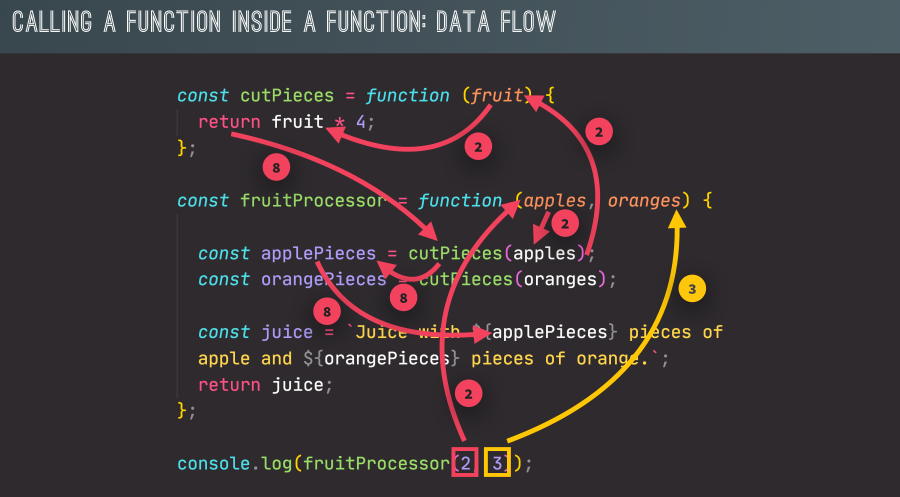 CALLING A FUNCTION INSIDE A FUNCTION: DATA FLOW
const cutPieces = function (fruit) {
return fruit * 4;
};
2
2
8
const fruitProcessor = function (apples, oranges) {
2
const applePieces = cutPieces(apples);
const orangePieces = cutPieces(oranges);
3
8
8
const juice = `Juice with ${applePieces} pieces of
apple and ${orangePieces} pieces of orange.`;
return juice;
2
};
console.log(fruitProcessor(2 3));